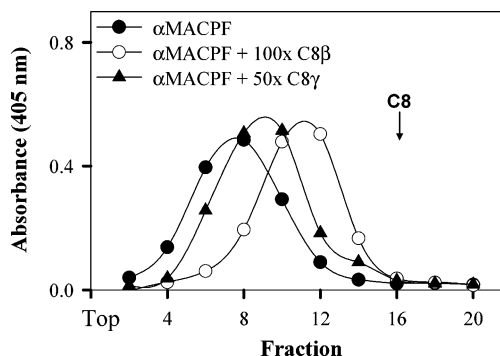 αMACPF
αMACPF + 100x C8β
αMACPF + 50x C8γ
C8
Absorbance (405 nm)
0.8
0.4
0.0
Top 4 8 12 16 20
Fraction